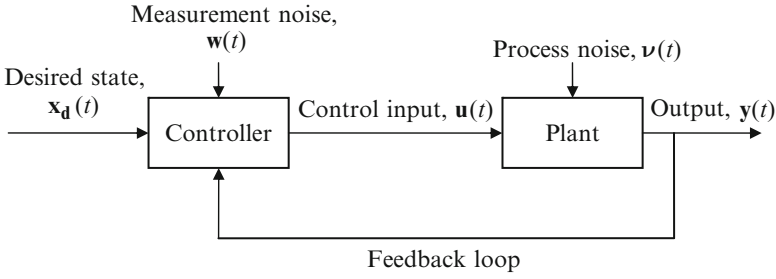 Measurement noise,
w(t)
Process noise, ν(t)
Desired state,
x_d(t)
Controller
Control input, u(t)
Plant
Output, y(t)
Feedback loop